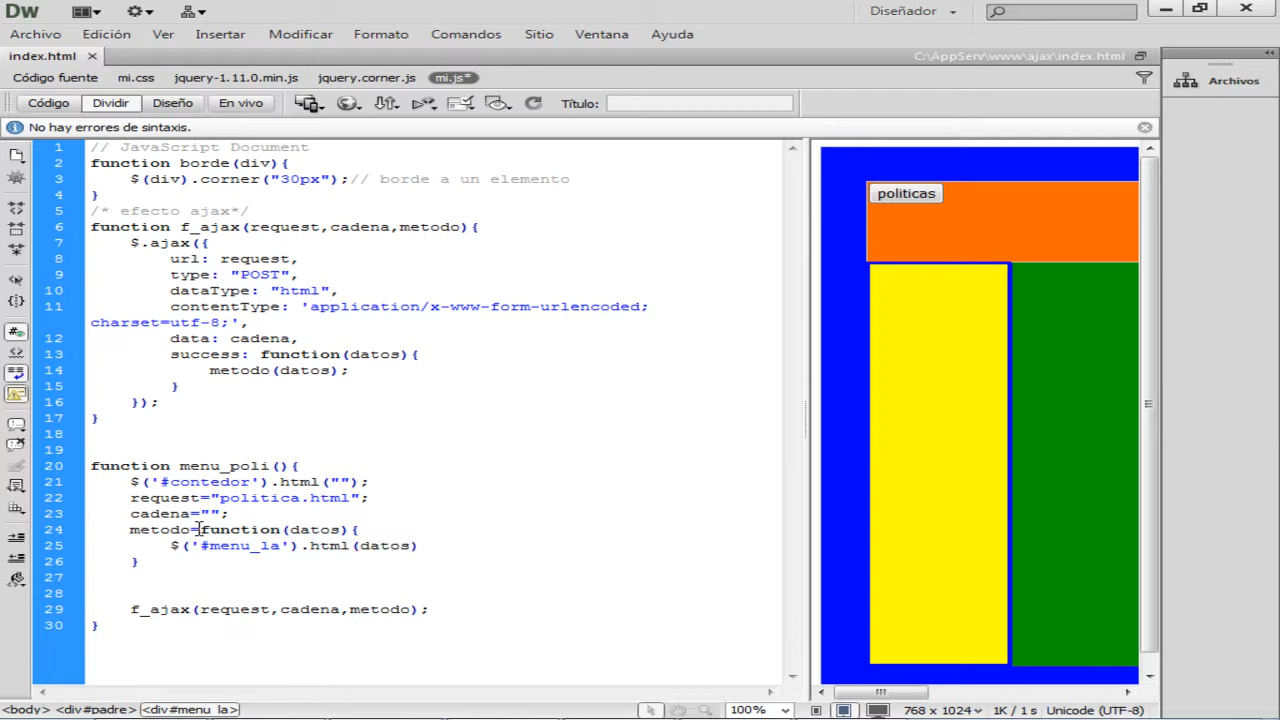 Dw
Diseñador
Archivo Edición Ver Insertar Modificar Formato Comandos Sitio Ventana Ayuda
index.html
C:\AppServ\www\ajax\index.html
Código fuente mi.css jquery-1.11.0.min.js jquery.corner.js mi.js*
Archivos
Código Dividir Diseño En vivo Título:
No hay errores de sintaxis.
1 // JavaScript Document
2 function borde(div){
3 $(div).corner("30px");// borde a un elemento
4 }
5 /* efecto ajax*/
6 function f_ajax(request,cadena,metodo){
7 $.ajax({
8 url: request,
9 type: "POST",
10 dataType: "html",
11 contentType: 'application/x-www-form-urlencoded;
charset=utf-8;',
12 data: cadena,
13 success: function(datos){
14 metodo(datos);
15 }
16 });
17 }
18
19
20 function menu_poli(){
21 $('#contedor').html("");
22 request="politica.html";
23 cadena="";
24 metodo=function(datos){
25 $('#menu_la').html(datos)
26 }
27
28
29 f_ajax(request,cadena,metodo);
30 }
politicas
<body> <div#padre> <div#menu_la>
100% 768 x 1024 1K / 1 s Unicode (UTF-8)